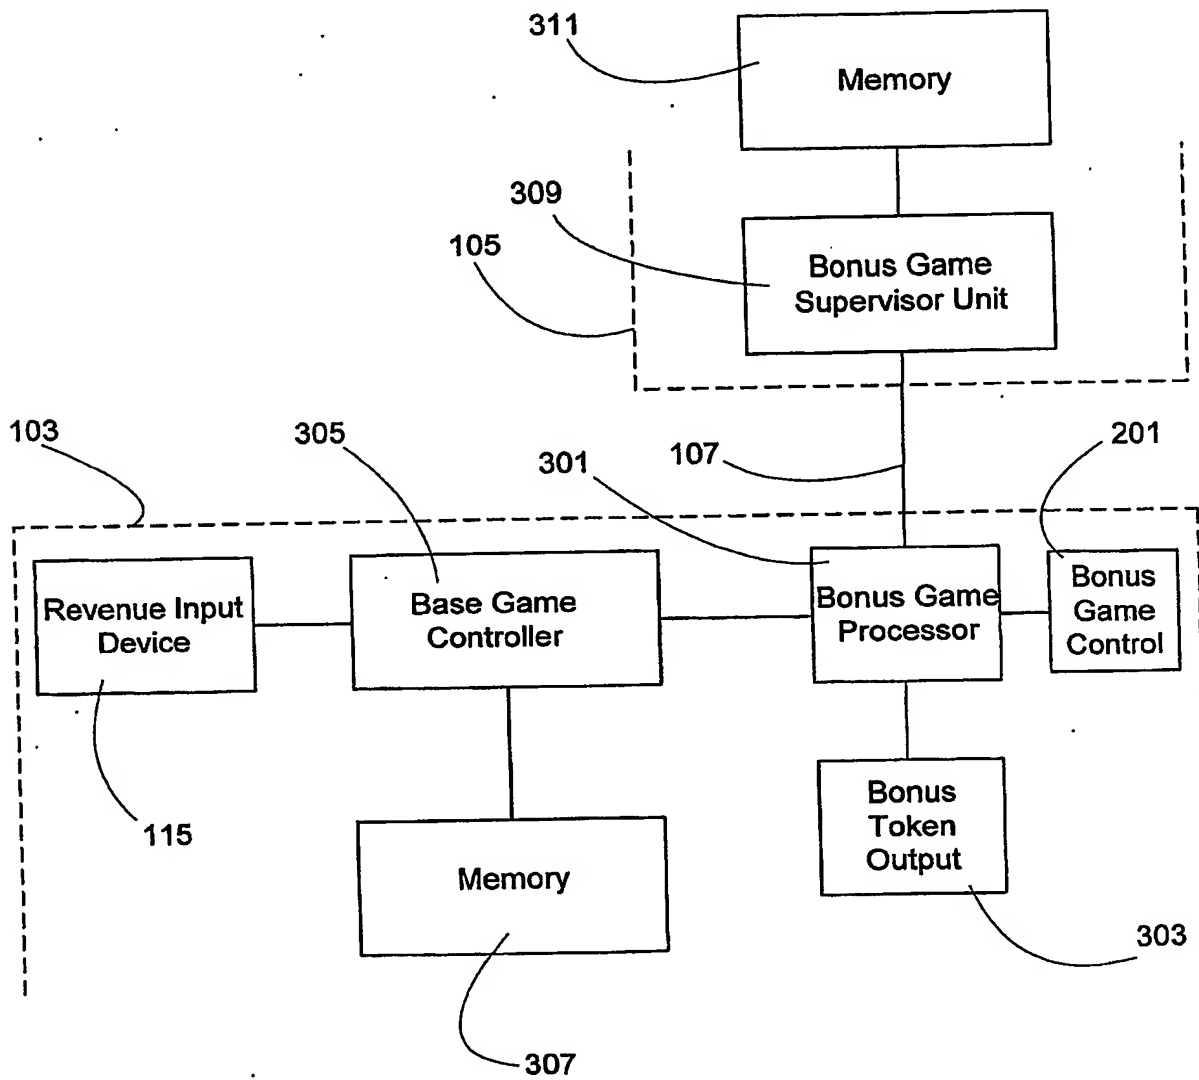 311
Memory
309
105
Bonus Game
Supervisor Unit
103
305
301
107
201
Revenue Input
Device
Base Game
Controller
Bonus Game
Processor
Bonus
Game
Control
115
Memory
Bonus
Token
Output
303
307